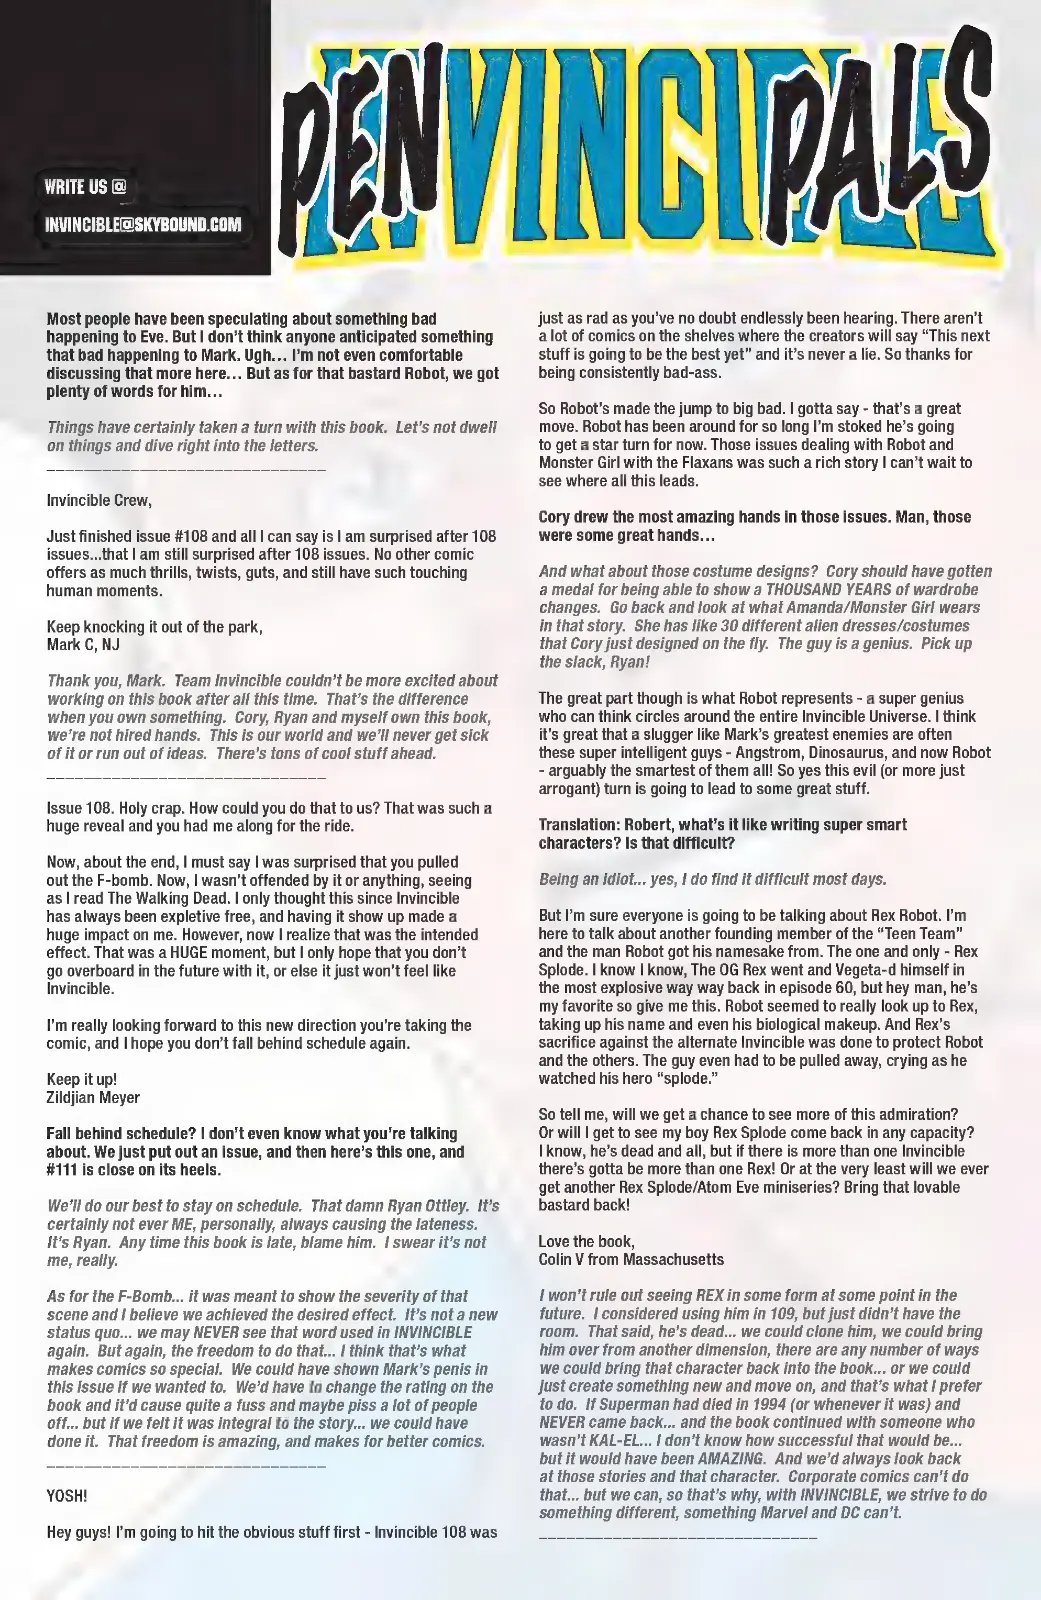 WRITE US @
INVINCIBLE@SKYBOUND.COM
PENVINCIPALS
Most people have been speculating about something bad
happening to Eve. But I don't think anyone anticipated something
that bad happening to Mark. Ugh... I'm not even comfortable
discussing that more here... But as for that bastard Robot, we got
plenty of words for him...
Things have certainly taken a turn with this book. Let's not dwell
on things and dive right into the letters.
______________________________
Invincible Crew,
Just finished issue #108 and all I can say is I am surprised after 108
issues...that I am still surprised after 108 issues. No other comic
offers as much thrills, twists, guts, and still have such touching
human moments.
Keep knocking it out of the park,
Mark C, NJ
Thank you, Mark. Team Invincible couldn't be more excited about
working on this book after all this time. That's the difference
when you own something. Cory, Ryan and myself own this book,
we're not hired hands. This is our world and we'll never get sick
of it or run out of ideas. There's tons of cool stuff ahead.
______________________________
Issue 108. Holy crap. How could you do that to us? That was such a
huge reveal and you had me along for the ride.
Now, about the end, I must say I was surprised that you pulled
out the F-bomb. Now, I wasn't offended by it or anything, seeing
as I read The Walking Dead. I only thought this since Invincible
has always been expletive free, and having it show up made a
huge impact on me. However, now I realize that was the intended
effect. That was a HUGE moment, but I only hope that you don't
go overboard in the future with it, or else it just won't feel like
Invincible.
I'm really looking forward to this new direction you're taking the
comic, and I hope you don't fall behind schedule again.
Keep it up!
Zildjian Meyer
Fall behind schedule? I don't even know what you're talking
about. We just put out an issue, and then here's this one, and
#111 is close on its heels.
We'll do our best to stay on schedule. That damn Ryan Ottley. It's
certainly not ever ME, personally, always causing the lateness.
It's Ryan. Any time this book is late, blame him. I swear it's not
me, really.
As for the F-Bomb... it was meant to show the severity of that
scene and I believe we achieved the desired effect. It's not a new
status quo... we may NEVER see that word used in INVINCIBLE
again. But again, the freedom to do that... I think that's what
makes comics so special. We could have shown Mark's penis in
this issue if we wanted to. We'd have to change the rating on the
book and it'd cause quite a fuss and maybe piss a lot of people
off... but if we felt it was integral to the story... we could have
done it. That freedom is amazing, and makes for better comics.
______________________________
YOSH!
Hey guys! I'm going to hit the obvious stuff first - Invincible 108 was
just as rad as you've no doubt endlessly been hearing. There aren't
a lot of comics on the shelves where the creators will say "This next
stuff is going to be the best yet" and it's never a lie. So thanks for
being consistently bad-ass.
So Robot's made the jump to big bad. I gotta say - that's a great
move. Robot has been around for so long I'm stoked he's going
to get a star turn for now. Those issues dealing with Robot and
Monster Girl with the Flaxans was such a rich story I can't wait to
see where all this leads.
Cory drew the most amazing hands in those issues. Man, those
were some great hands...
And what about those costume designs? Cory should have gotten
a medal for being able to show a THOUSAND YEARS of wardrobe
changes. Go back and look at what Amanda/Monster Girl wears
in that story. She has like 30 different alien dresses/costumes
that Cory just designed on the fly. The guy is a genius. Pick up
the slack, Ryan!
The great part though is what Robot represents - a super genius
who can think circles around the entire Invincible Universe. I think
it's great that a slugger like Mark's greatest enemies are often
these super intelligent guys - Angstrom, Dinosaurus, and now Robot
- arguably the smartest of them all! So yes this evil (or more just
arrogant) turn is going to lead to some great stuff.
Translation: Robert, what's it like writing super smart
characters? Is that difficult?
Being an idiot... yes, I do find it difficult most days.
But I'm sure everyone is going to be talking about Rex Robot. I'm
here to talk about another founding member of the "Teen Team"
and the man Robot got his namesake from. The one and only - Rex
Splode. I know I know, The OG Rex went and Vegeta-d himself in
the most explosive way way back in episode 60, but hey man, he's
my favorite so give me this. Robot seemed to really look up to Rex,
taking up his name and even his biological makeup. And Rex's
sacrifice against the alternate Invincible was done to protect Robot
and the others. The guy even had to be pulled away, crying as he
watched his hero "splode."
So tell me, will we get a chance to see more of this admiration?
Or will I get to see my boy Rex Splode come back in any capacity?
I know, he's dead and all, but if there is more than one Invincible
there's gotta be more than one Rex! Or at the very least will we ever
get another Rex Splode/Atom Eve miniseries? Bring that lovable
bastard back!
Love the book,
Colin V from Massachusetts
I won't rule out seeing REX in some form at some point in the
future. I considered using him in 109, but just didn't have the
room. That said, he's dead... we could clone him, we could bring
him over from another dimension, there are any number of ways
we could bring that character back into the book... or we could
just create something new and move on, and that's what I prefer
to do. If Superman had died in 1994 (or whenever it was) and
NEVER came back... and the book continued with someone who
wasn't KAL-EL... I don't know how successful that would be...
but it would have been AMAZING. And we'd always look back
at those stories and that character. Corporate comics can't do
that... but we can, so that's why, with INVINCIBLE, we strive to do
something different, something Marvel and DC can't.
______________________________